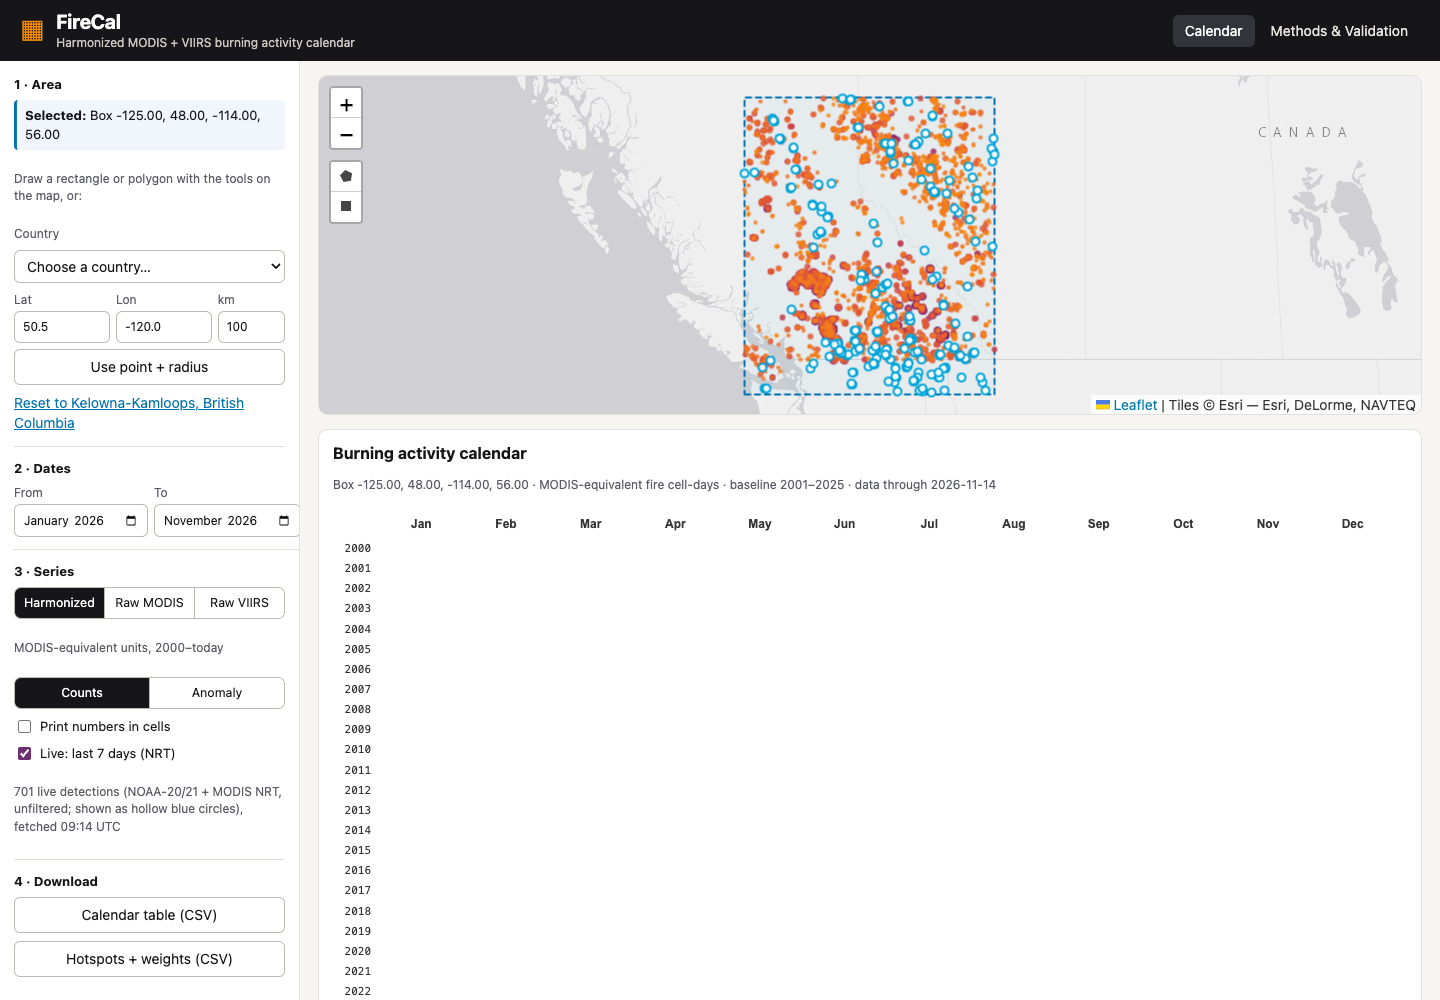 FireCal
Harmonized MODIS + VIIRS burning activity calendar
Calendar
Methods & Validation
1 · Area
Selected: Box -125.00, 48.00, -114.00,
56.00
Draw a rectangle or polygon with the tools on
the map, or:
Country
Choose a country...
Lat
Lon
km
50.5
-120.0
100
Use point + radius
Reset to Kelowna-Kamloops, British
Columbia
2 · Dates
From
To
January 2026
November 2026
3 · Series
Harmonized
Raw MODIS
Raw VIIRS
MODIS-equivalent units, 2000–today
Counts
Anomaly
Print numbers in cells
Live: last 7 days (NRT)
701 live detections (NOAA-20/21 + MODIS NRT,
unfiltered; shown as hollow blue circles),
fetched 09:14 UTC
4 · Download
Calendar table (CSV)
Hotspots + weights (CSV)
+
−
CANADA
Leaflet | Tiles © Esri — Esri, DeLorme, NAVTEQ
Burning activity calendar
Box -125.00, 48.00, -114.00, 56.00 · MODIS-equivalent fire cell-days · baseline 2001–2025 · data through 2026-11-14
Jan Feb Mar Apr May Jun Jul Aug Sep Oct Nov Dec
2000
2001
2002
2003
2004
2005
2006
2007
2008
2009
2010
2011
2012
2013
2014
2015
2016
2017
2018
2019
2020
2021
2022